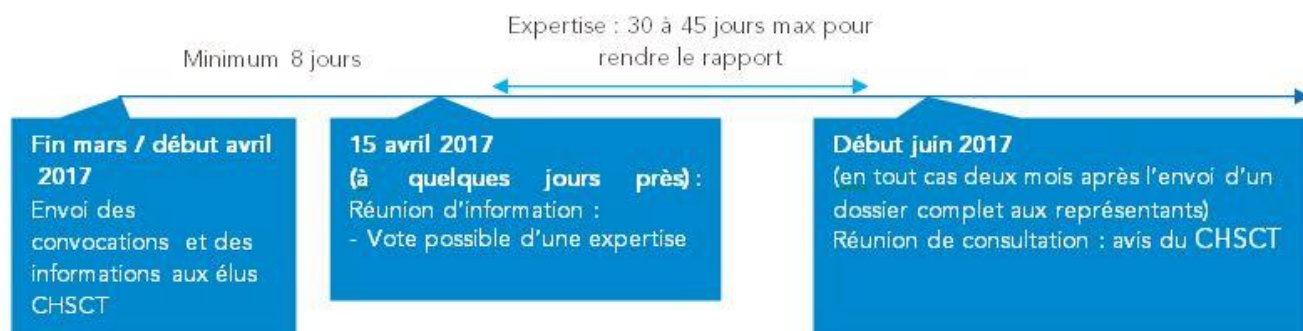 Expertise : 30 à 45 jours max pour
rendre le rapport
Minimum 8 jours
Fin mars / début avril
2017
Envoi des
convocations et des
informations aux élus
CHSCT
15 avril 2017
(à quelques jours près) :
Réunion d'information :
- Vote possible d'une expertise
Début juin 2017
(en tout cas deux mois après l'envoi d'un
dossier complet aux représentants)
Réunion de consultation : avis du CHSCT